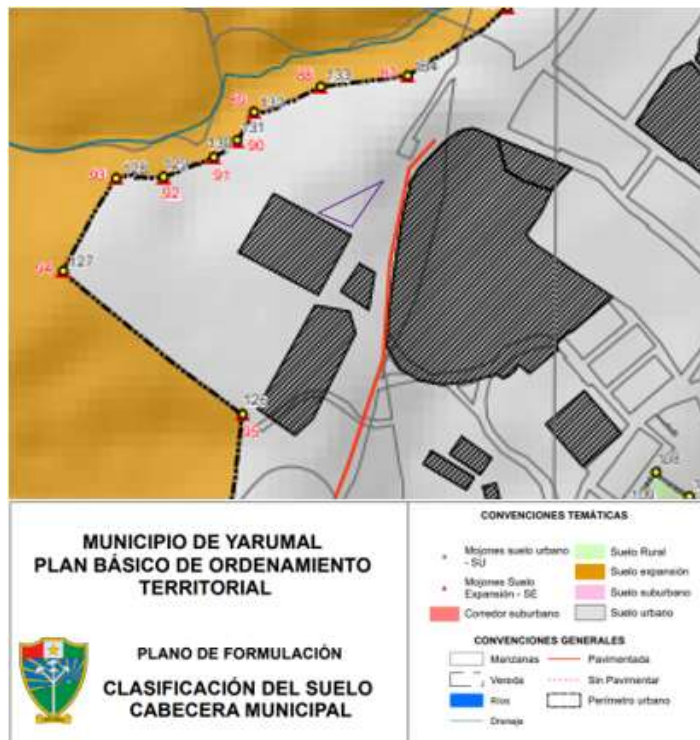 133
88
87
89
90
131
91
92
93
94
127
126
95
MUNICIPIO DE YARUMAL
PLAN BÁSICO DE ORDENAMIENTO
TERRITORIAL
PLANO DE FORMULACIÓN
CLASIFICACIÓN DEL SUELO
CABECERA MUNICIPAL
CONVENCIONES TEMÁTICAS
Mojones suelo urbano
- SU
Mojones Suelo
Expansión - SE
Corredor suburbano
Suelo Rural
Suelo expansión
Suelo suburbano
Suelo urbano
CONVENCIONES GENERALES
Manzanas
Vereda
Rios
Drenaje
Pavimentada
Sin Pavimentar
Perímetro urbano